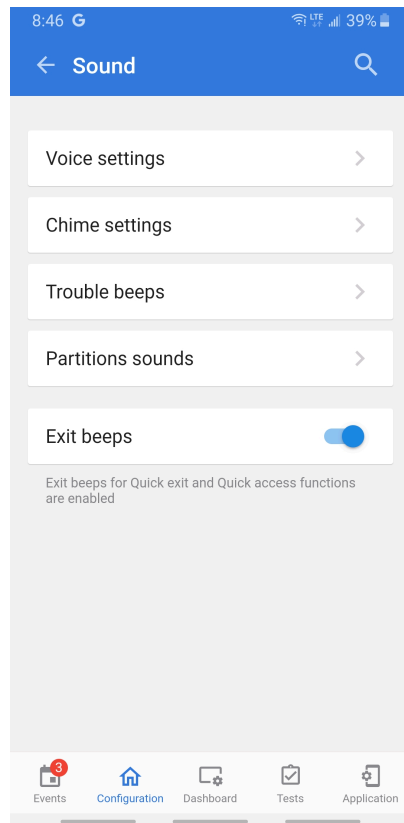 8:46 G LTE 39%
Sound
Voice settings
Chime settings
Trouble beeps
Partitions sounds
Exit beeps
Exit beeps for Quick exit and Quick access functions
are enabled
3
Events Configuration Dashboard Tests Application